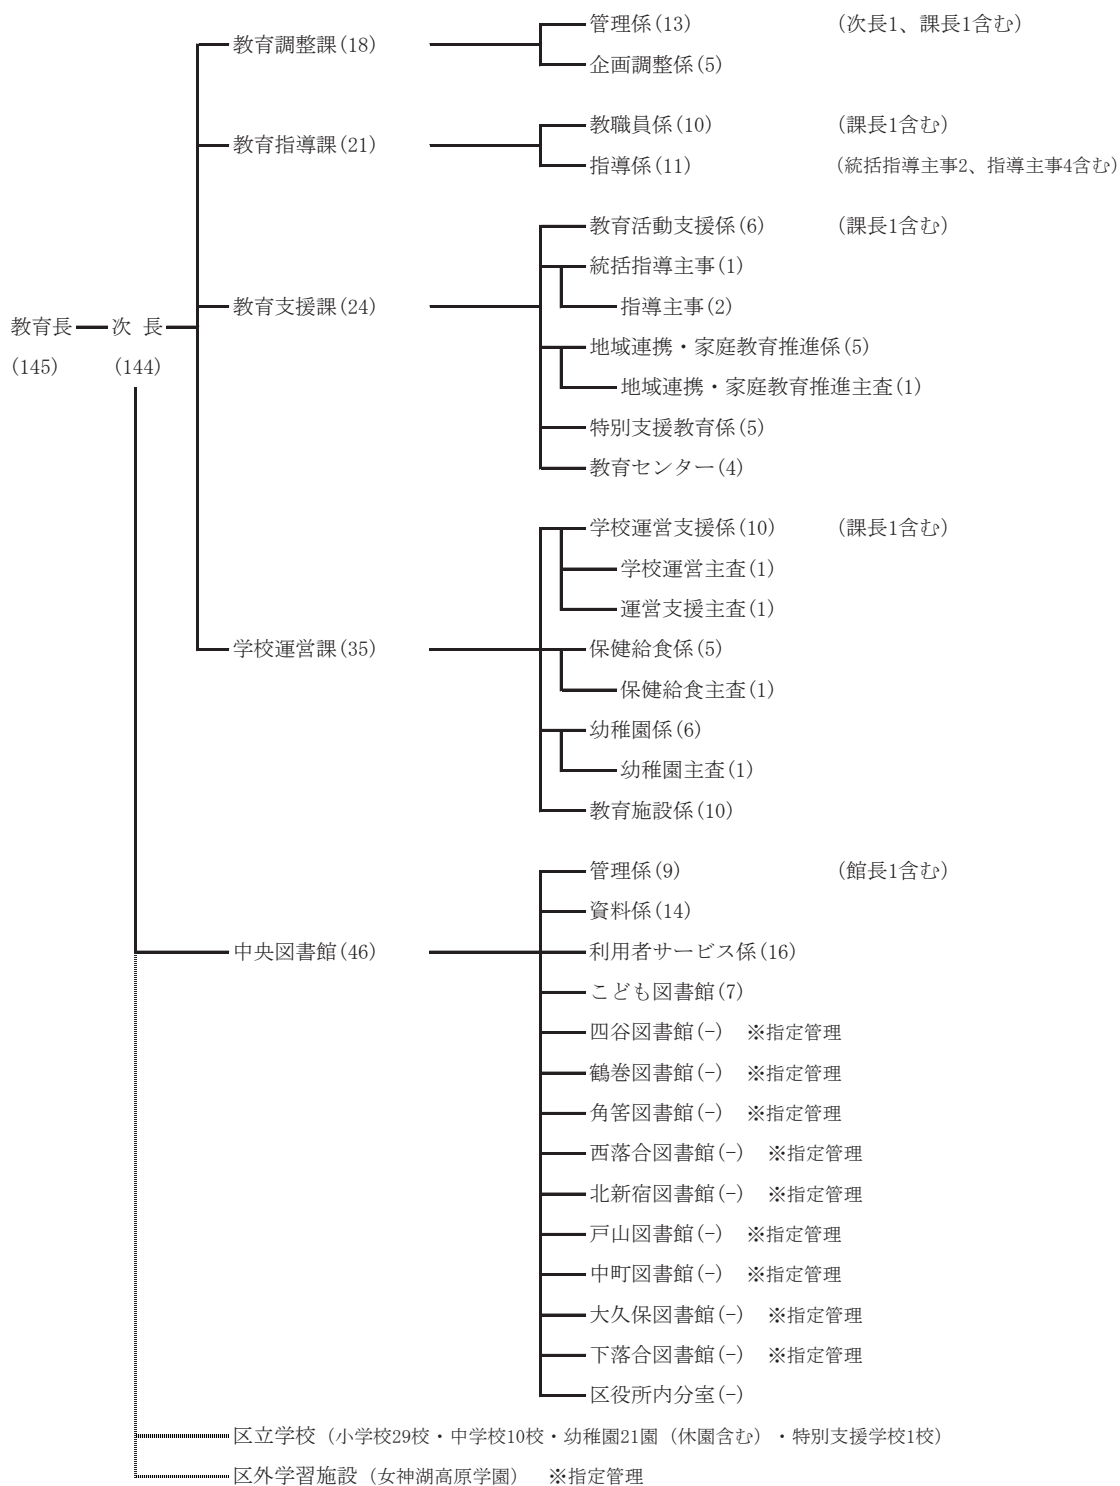 管理係(13) (次長1、課長1含む)
教育調整課(18)
企画調整係(5)
教職員係(10) (課長1含む)
教育指導課(21)
指導係(11) (統括指導主事2、指導主事4含む)
教育活動支援係(6) (課長1含む)
統括指導主事(1)
教育支援課(24) 指導主事(2)
教育長 次 長
地域連携・家庭教育推進係(5)
(145) (144)
地域連携・家庭教育推進主査(1)
特別支援教育係(5)
教育センター(4)
学校運営支援係(10) (課長1含む)
学校運営主査(1)
運営支援主査(1)
学校運営課(35) 保健給食係(5)
保健給食主査(1)
幼稚園係(6)
幼稚園主査(1)
教育施設係(10)
管理係(9) (館長1含む)
資料係(14)
中央図書館(46) 利用者サービス係(16)
こども図書館(7)
四谷図書館(-) ※指定管理
鶴巻図書館(-) ※指定管理
角筈図書館(-) ※指定管理
西落合図書館(-) ※指定管理
北新宿図書館(-) ※指定管理
戸山図書館(-) ※指定管理
中町図書館(-) ※指定管理
大久保図書館(-) ※指定管理
下落合図書館(-) ※指定管理
区役所内分室(-)
区立学校 (小学校29校・中学校10校・幼稚園21園 (休園含む) ・特別支援学校1校)
区外学習施設 (女神湖高原学園) ※指定管理